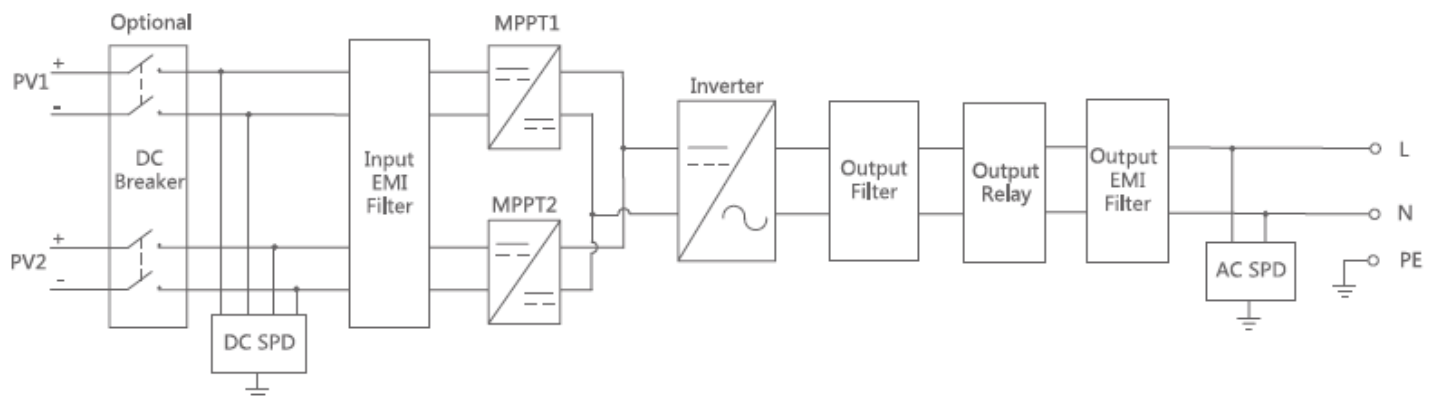 Optional
PV1
+
-
DC
Breaker
PV2
+
-
DC SPD
Input
EMI
Filter
MPPT1
MPPT2
Inverter
Output
Filter
Output
Relay
Output
EMI
Filter
AC SPD
L
N
PE